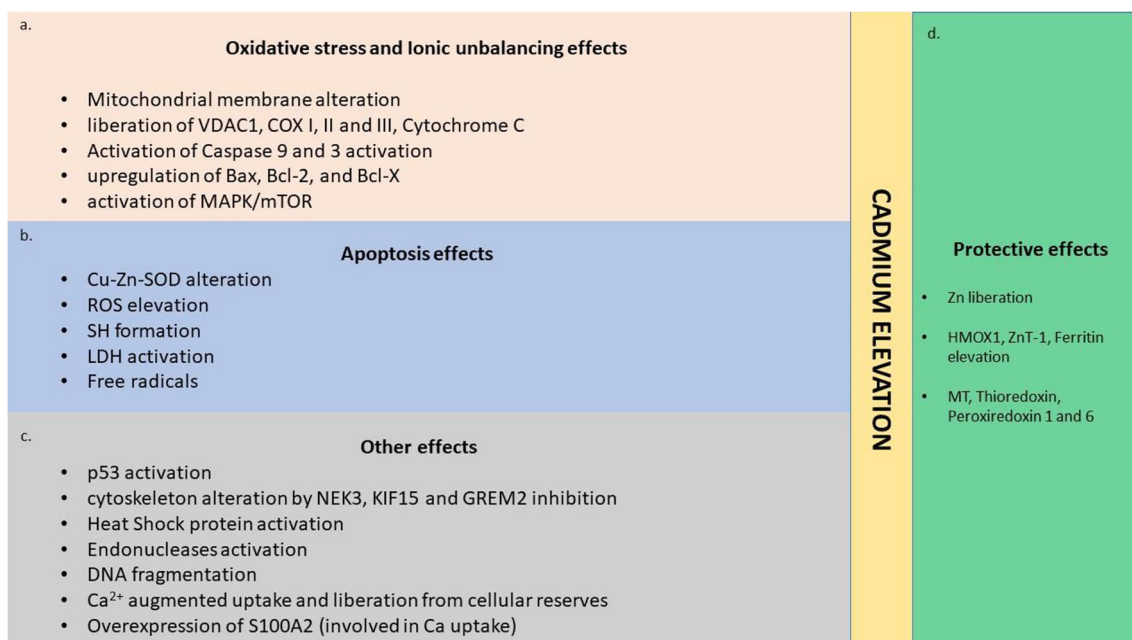 a.
Oxidative stress and Ionic unbalancing effects
• Mitochondrial membrane alteration
• liberation of VDAC1, COX I, II and III, Cytochrome C
• Activation of Caspase 9 and 3 activation
• upregulation of Bax, Bcl-2, and Bcl-X
• activation of MAPK/mTOR
b.
Apoptosis effects
• Cu-Zn-SOD alteration
• ROS elevation
• SH formation
• LDH activation
• Free radicals
c.
Other effects
• p53 activation
• cytoskeleton alteration by NEK3, KIF15 and GREM2 inhibition
• Heat Shock protein activation
• Endonucleases activation
• DNA fragmentation
• Ca²⁺ augmented uptake and liberation from cellular reserves
• Overexpression of S100A2 (involved in Ca uptake)
CADMIUM ELEVATION
d.
Protective effects
• Zn liberation
• HMOX1, ZnT-1, Ferritin
elevation
• MT, Thioredoxin,
Peroxiredoxin 1 and 6